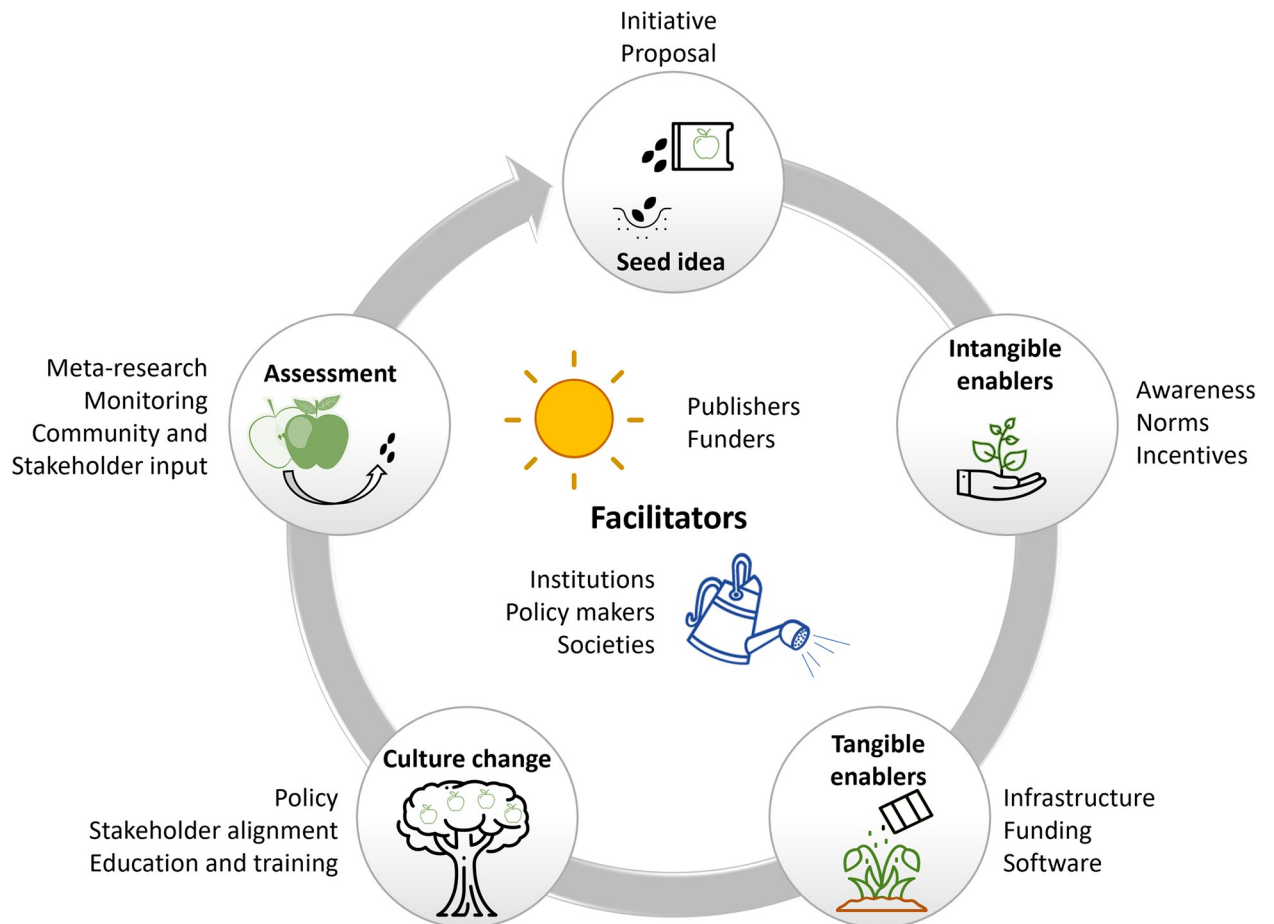 Initiative
Proposal
Seed idea
Intangible
enablers
Awareness
Norms
Incentives
Tangible
enablers
Infrastructure
Funding
Software
Culture change
Policy
Stakeholder alignment
Education and training
Assessment
Meta-research
Monitoring
Community and
Stakeholder input
Publishers
Funders
Facilitators
Institutions
Policy makers
Societies